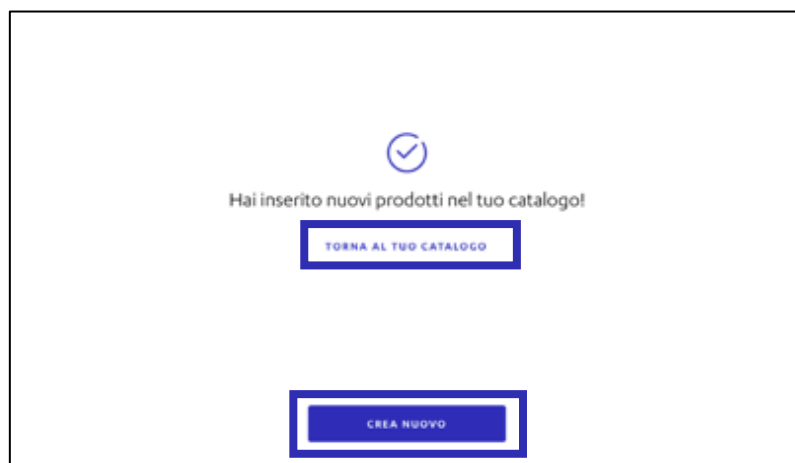 Hai inserito nuovi prodotti nel tuo catalogo!
TORNA AL TUO CATALOGO
CREA NUOVO